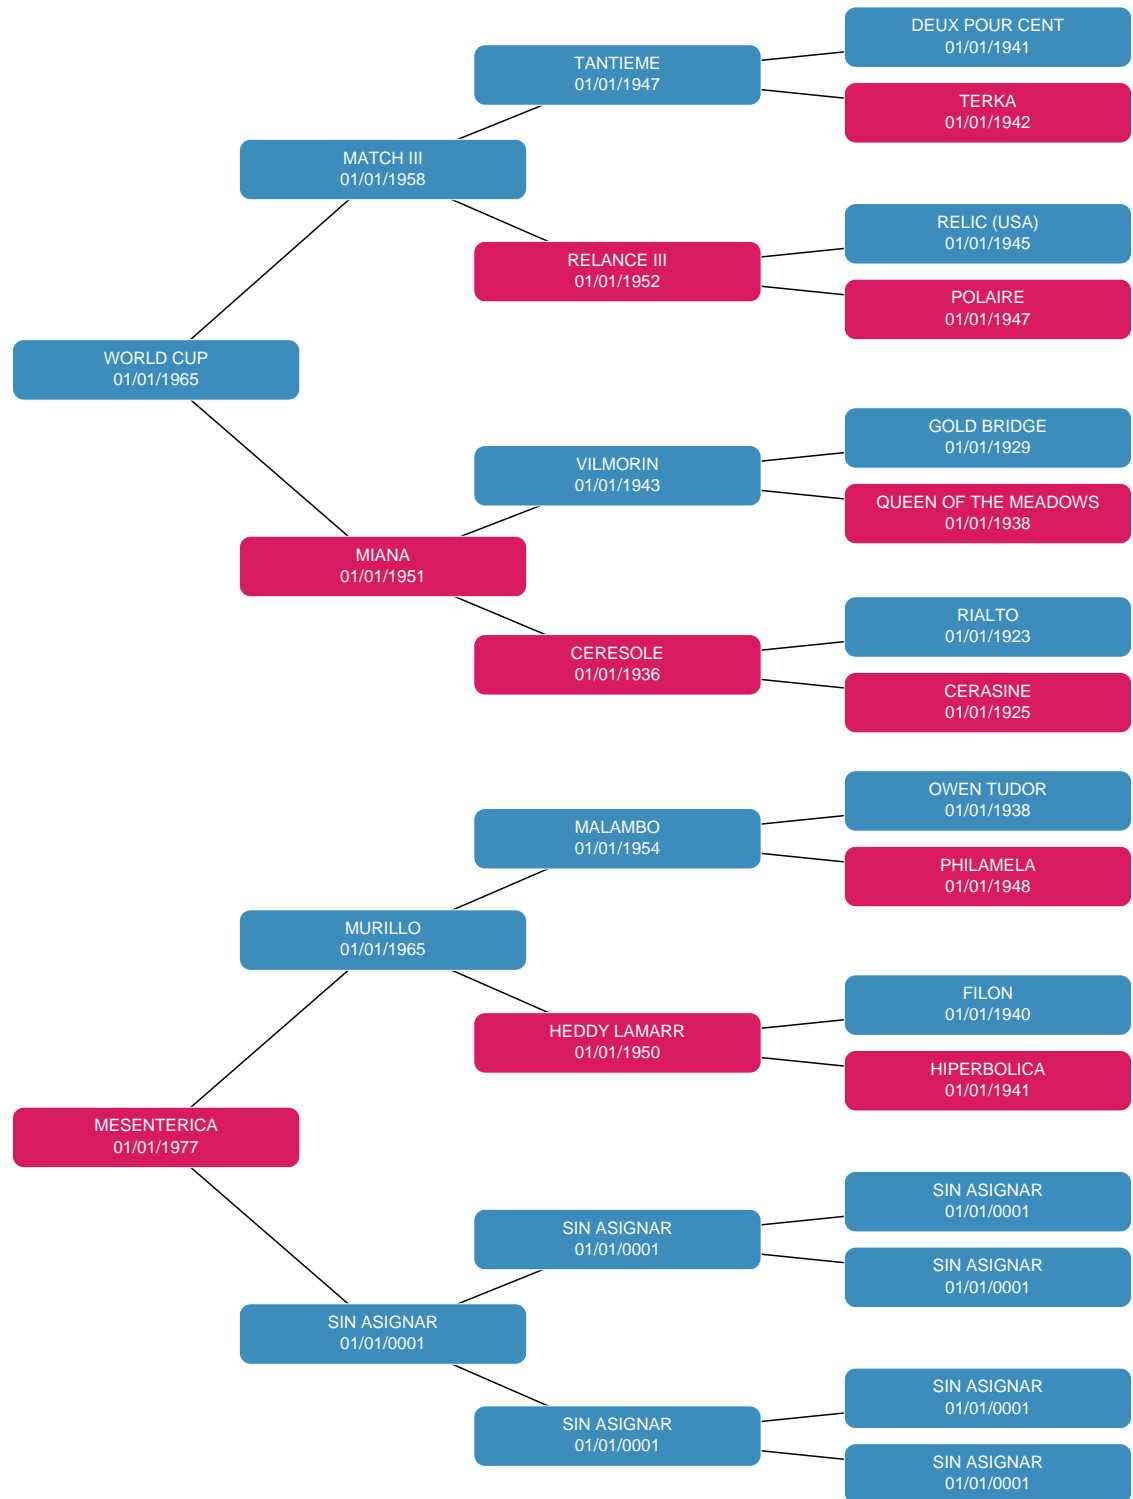 DEUX POUR CENT
01/01/1941
TANTIEME
01/01/1947
TERKA
01/01/1942
MATCH III
01/01/1958
RELIC (USA)
01/01/1945
RELANCE III
01/01/1952
POLAIRE
01/01/1947
WORLD CUP
01/01/1965
GOLD BRIDGE
01/01/1929
VILMORIN
01/01/1943
QUEEN OF THE MEADOWS
01/01/1938
MIANA
01/01/1951
RIALTO
01/01/1923
CERESOLE
01/01/1936
CERASINE
01/01/1925
OWEN TUDOR
01/01/1938
MALAMBO
01/01/1954
PHILAMELA
01/01/1948
MURILLO
01/01/1965
FILON
01/01/1940
HEDDY LAMARR
01/01/1950
HIPERBOLICA
01/01/1941
MESENTERICA
01/01/1977
SIN ASIGNAR
01/01/0001
SIN ASIGNAR
01/01/0001
SIN ASIGNAR
01/01/0001
SIN ASIGNAR
01/01/0001
SIN ASIGNAR
01/01/0001
SIN ASIGNAR
01/01/0001
SIN ASIGNAR
01/01/0001